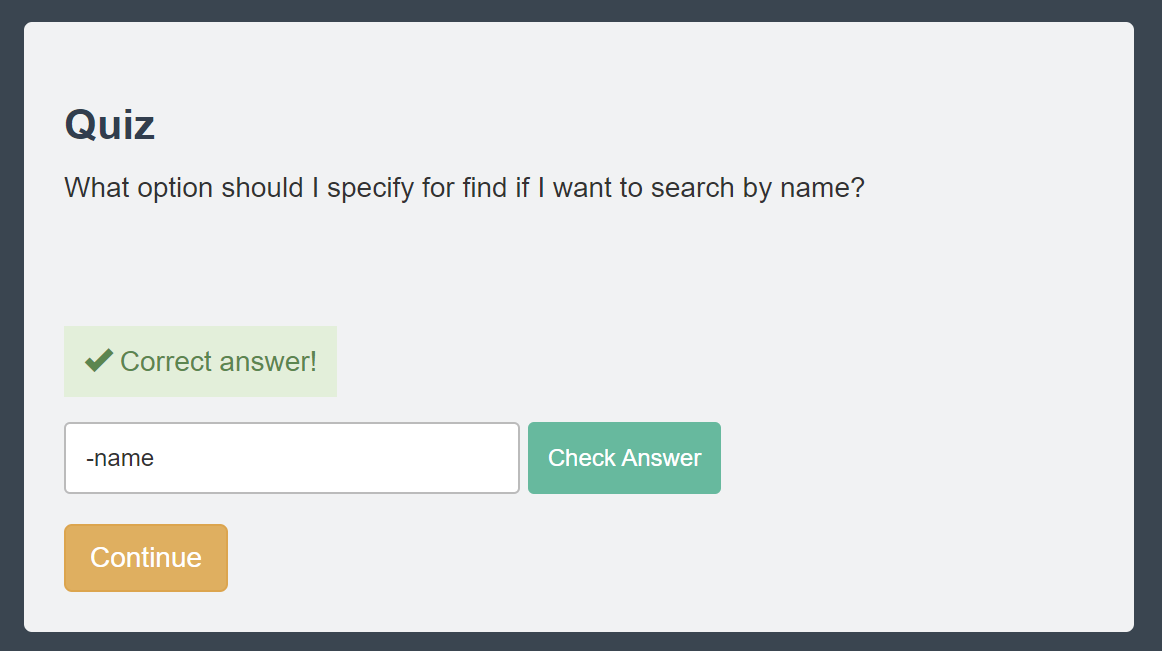 Quiz
What option should I specify for find if I want to search by name?
Correct answer!
-name
Check Answer
Continue